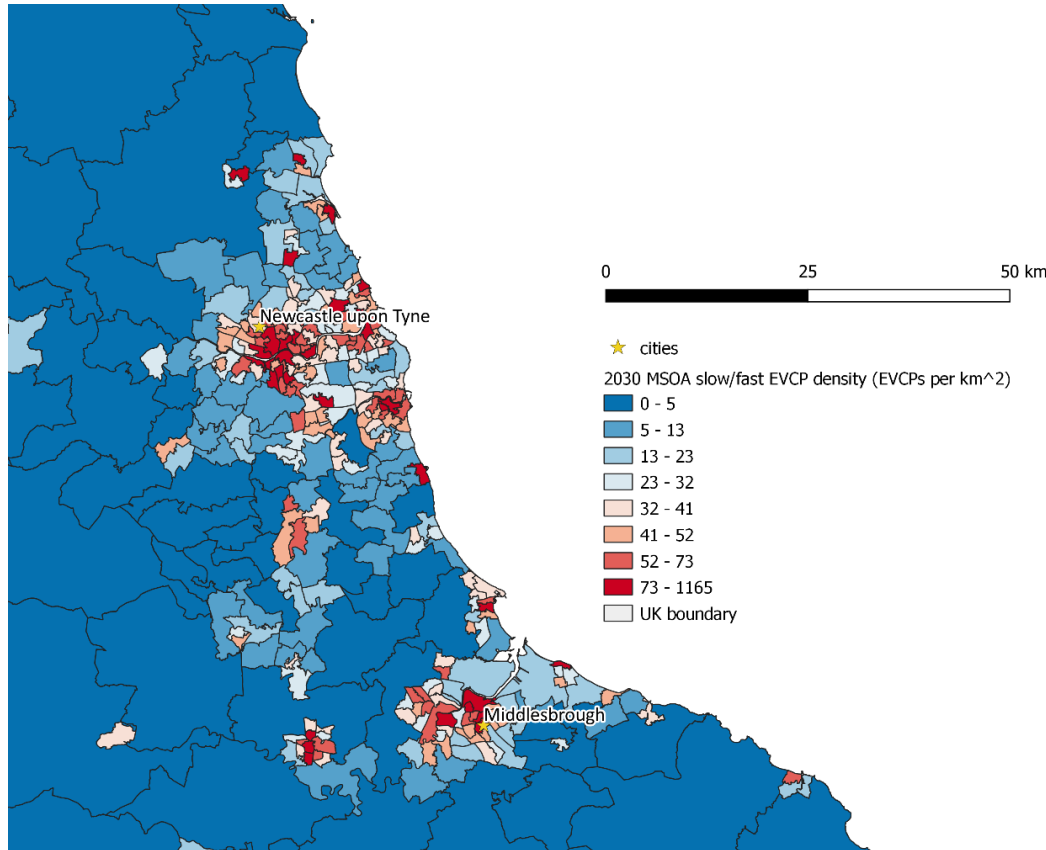 Newcastle upon Tyne
0 25 50 km
cities
2030 MSOA slow/fast EVCP density (EVCPs per km^2)
0 - 5
5 - 13
13 - 23
23 - 32
32 - 41
41 - 52
52 - 73
73 - 1165
UK boundary
Middlesbrough